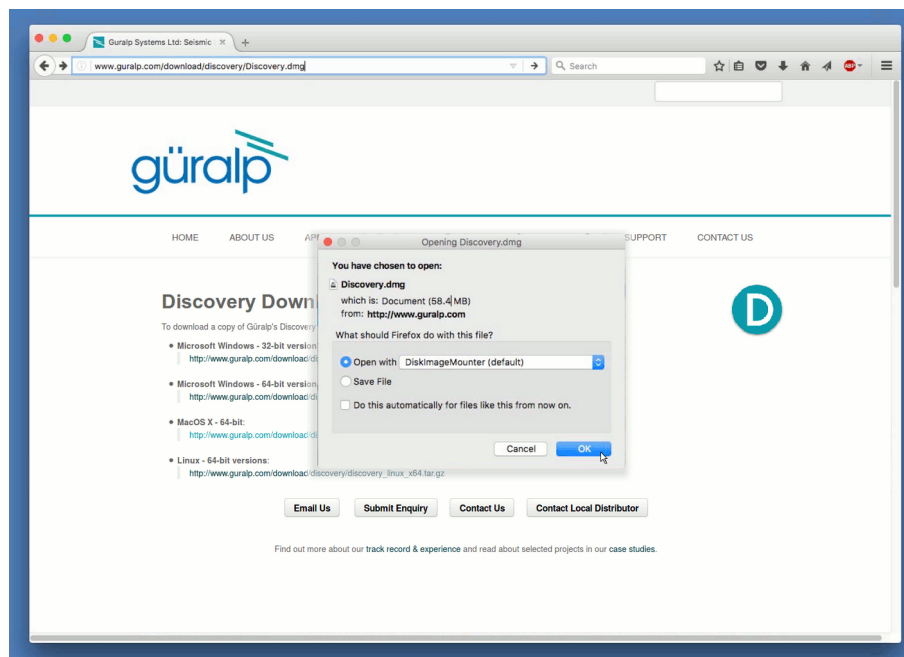 Guralp Systems Ltd: Seismic
www.guralp.com/download/discovery/Discovery.dmg
Search
ABP
güralp
HOME ABOUT US SUPPORT CONTACT US
Opening Discovery.dmg
You have chosen to open:
Discovery.dmg
which is: Document (58.4 MB)
from: http://www.guralp.com
What should Firefox do with this file?
Open with DiskImageMounter (default)
Save File
Do this automatically for files like this from now on.
Cancel OK
Discovery Down
D
To download a copy of Güralp's Discovery
• Microsoft Windows - 32-bit version
http://www.guralp.com/download/di
• Microsoft Windows - 64-bit version
http://www.guralp.com/download/di
• MacOS X - 64-bit:
http://www.guralp.com/download/di
• Linux - 64-bit versions:
http://www.guralp.com/download/discovery/discovery_linux_x64.tar.gz
Email Us Submit Enquiry Contact Us Contact Local Distributor
Find out more about our track record & experience and read about selected projects in our case studies.